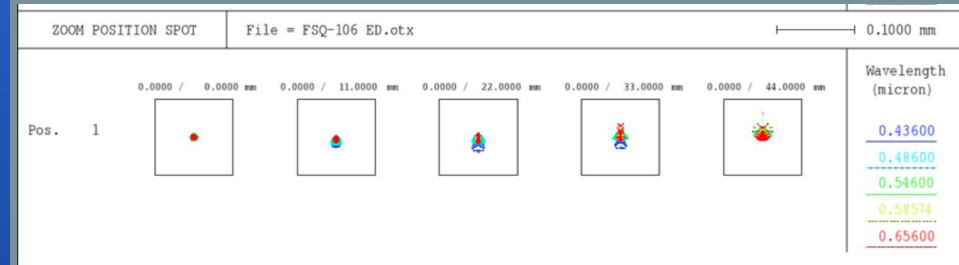 ZOOM POSITION SPOT File = FSQ-106 ED.otx 0.1000 mm
0.0000 / 0.0000 mm 0.0000 / 11.0000 mm 0.0000 / 22.0000 mm 0.0000 / 33.0000 mm 0.0000 / 44.0000 mm
Pos. 1
Wavelength
(micron)
0.43600
0.48600
0.54600
0.58574
0.65600